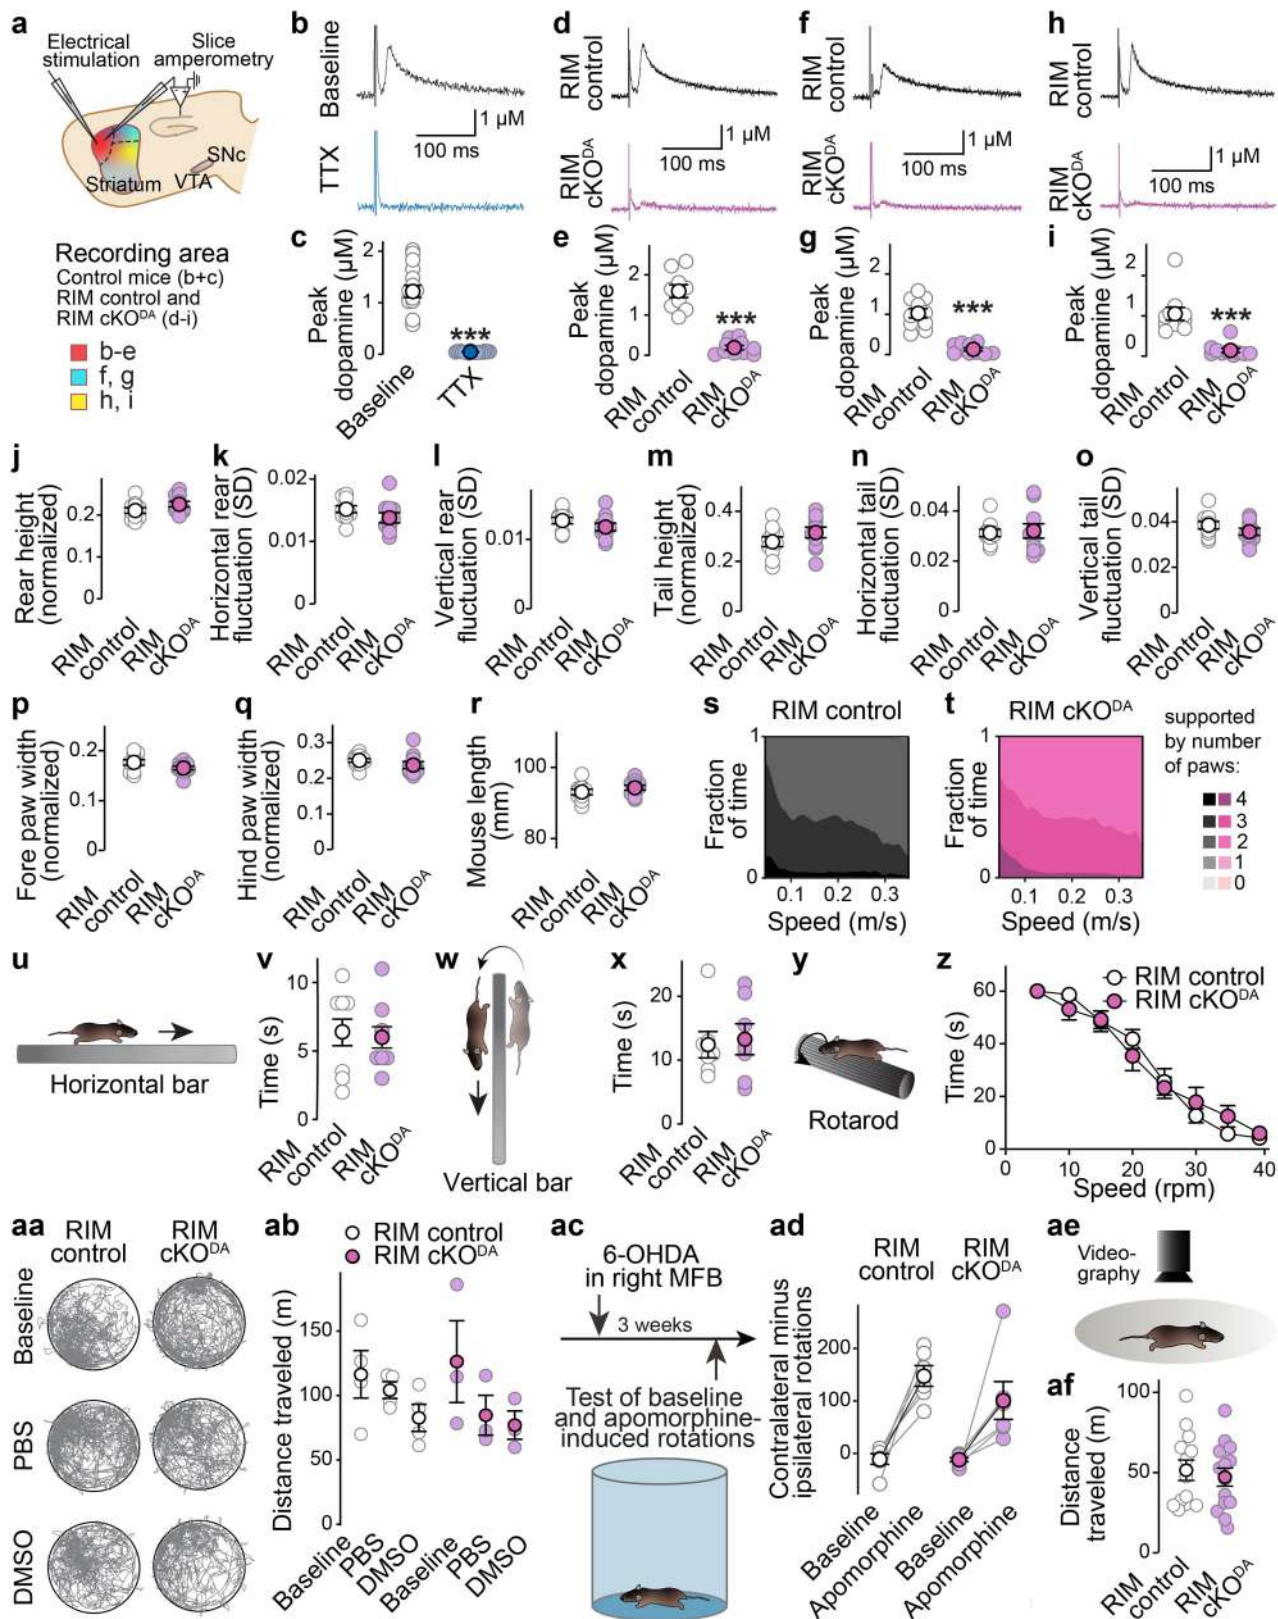 a
Electrical
stimulation
Slice
amperometry
Striatum
VTA
SNc
Recording area
Control mice (b+c)
RIM control and
RIM cKOᴰᴬ (d-i)
b-e
f, g
h, i
b
Baseline
1 µM
100 ms
TTX
c
Peak
dopamine (µM)
2
1
0
***
Baseline
TTX
d
RIM
control
1 µM
100 ms
RIM
cKOᴰᴬ
e
Peak
dopamine (µM)
2
1
0
***
RIM
control
RIM
cKOᴰᴬ
f
RIM
control
1 µM
100 ms
RIM
cKOᴰᴬ
g
Peak
dopamine (µM)
2
1
0
***
RIM
control
RIM
cKOᴰᴬ
h
RIM
control
1 µM
100 ms
RIM
cKOᴰᴬ
i
Peak
dopamine (µM)
2
1
0
***
RIM
control
RIM
cKOᴰᴬ
j
Rear height
(normalized)
0.2
0.1
0
RIM
control
RIM
cKOᴰᴬ
k
Horizontal rear
fluctuation (SD)
0.02
0.01
0
RIM
control
RIM
cKOᴰᴬ
l
Vertical rear
fluctuation (SD)
0.01
0
RIM
control
RIM
cKOᴰᴬ
m
Tail height
(normalized)
0.4
0.2
0
RIM
control
RIM
cKOᴰᴬ
n
Horizontal tail
fluctuation (SD)
0.04
0.02
0
RIM
control
RIM
cKOᴰᴬ
o
Vertical tail
fluctuation (SD)
0.04
0.02
0
RIM
control
RIM
cKOᴰᴬ
p
Fore paw width
(normalized)
0.2
0.1
0
RIM
control
RIM
cKOᴰᴬ
q
Hind paw width
(normalized)
0.3
0.2
0
RIM
control
RIM
cKOᴰᴬ
r
Mouse length
(mm)
100
80
RIM
control
RIM
cKOᴰᴬ
s
RIM control
Fraction
of time
1
0
0.1
0.3
Speed (m/s)
t
RIM cKOᴰᴬ
Fraction
of time
1
0
0.1
0.3
Speed (m/s)
supported
by number
of paws:
4
3
2
1
0
u
Horizontal bar
v
Time (s)
10
5
0
RIM
control
RIM
cKOᴰᴬ
w
Vertical bar
x
Time (s)
20
10
0
RIM
control
RIM
cKOᴰᴬ
y
Rotarod
z
RIM control
RIM cKOᴰᴬ
Time (s)
60
40
20
0
0
10
20
30
40
Speed (rpm)
aa
RIM
control
RIM
cKOᴰᴬ
Baseline
PBS
DMSO
ab
RIM control
RIM cKOᴰᴬ
Distance traveled (m)
150
100
50
0
Baseline
PBS
DMSO
Baseline
PBS
DMSO
ac
6-OHDA
in right MFB
3 weeks
Test of baseline
and apomorphine-
induced rotations
ad
RIM
control
RIM
cKOᴰᴬ
Contralateral minus
ipsilateral rotations
200
100
0
Baseline
Apomorphine
Baseline
Apomorphine
ae
Video-
graphy
af
Distance
traveled (m)
100
50
0
RIM
control
RIM
cKOᴰᴬ